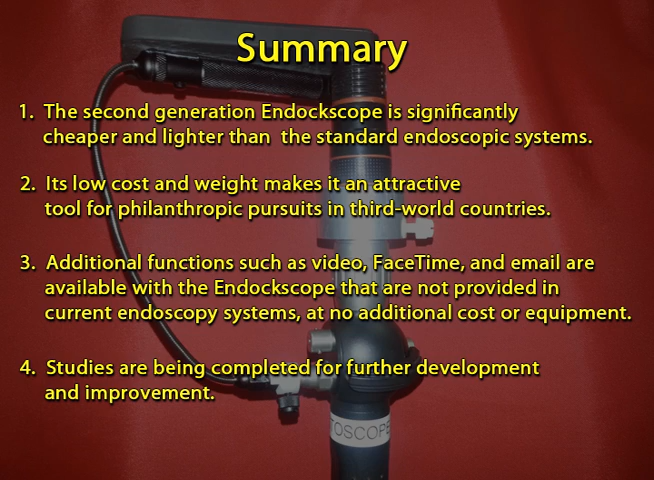 Summary
1. The second generation Endockscope is significantly
cheaper and lighter than the standard endoscopic systems.
2. Its low cost and weight makes it an attractive
tool for philanthropic pursuits in third-world countries.
3. Additional functions such as video, FaceTime, and email are
available with the Endockscope that are not provided in
current endoscopy systems, at no additional cost or equipment.
4. Studies are being completed for further development
and improvement.
TOSCOPE